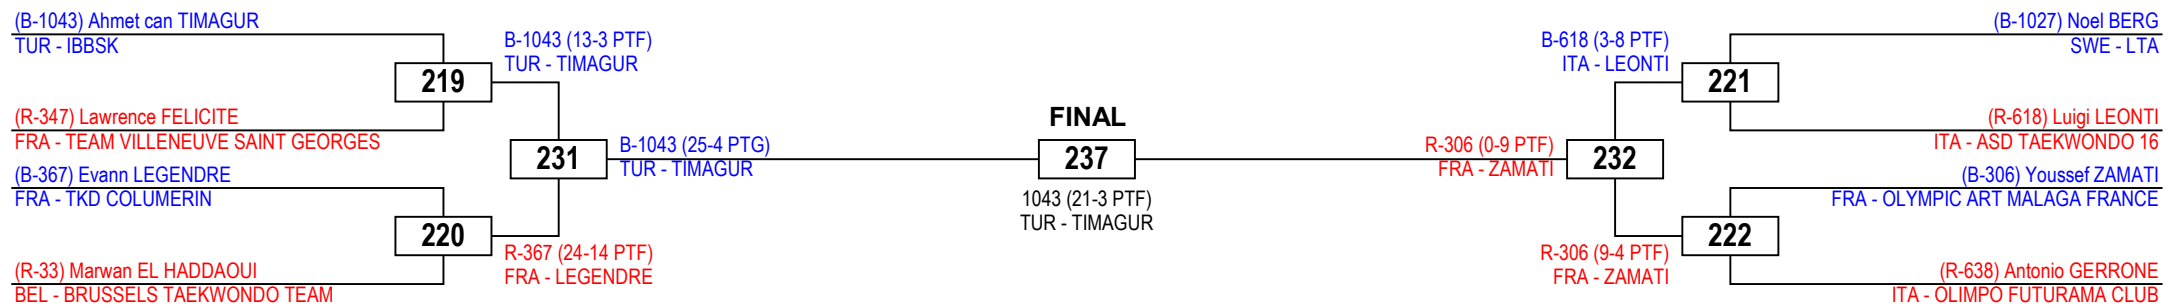 (B-1043) Ahmet can TIMAGUR
TUR - IBBSK
219
(R-347) Lawrence FELICITE
FRA - TEAM VILLENEUVE SAINT GEORGES
(B-367) Evann LEGENDRE
FRA - TKD COLUMERIN
220
(R-33) Marwan EL HADDAOUI
BEL - BRUSSELS TAEKWONDO TEAM
B-1043 (13-3 PTF)
TUR - TIMAGUR
231
R-367 (24-14 PTF)
FRA - LEGENDRE
B-1043 (25-4 PTG)
TUR - TIMAGUR
FINAL
237
1043 (21-3 PTF)
TUR - TIMAGUR
R-306 (0-9 PTF)
FRA - ZAMATI
232
B-618 (3-8 PTF)
ITA - LEONTI
R-306 (9-4 PTF)
FRA - ZAMATI
(B-1027) Noel BERG
SWE - LTA
221
(R-618) Luigi LEONTI
ITA - ASD TAEKWONDO 16
(B-306) Youssef ZAMATI
FRA - OLYMPIC ART MALAGA FRANCE
222
(R-638) Antonio GERRONE
ITA - OLIMPO FUTURAMA CLUB